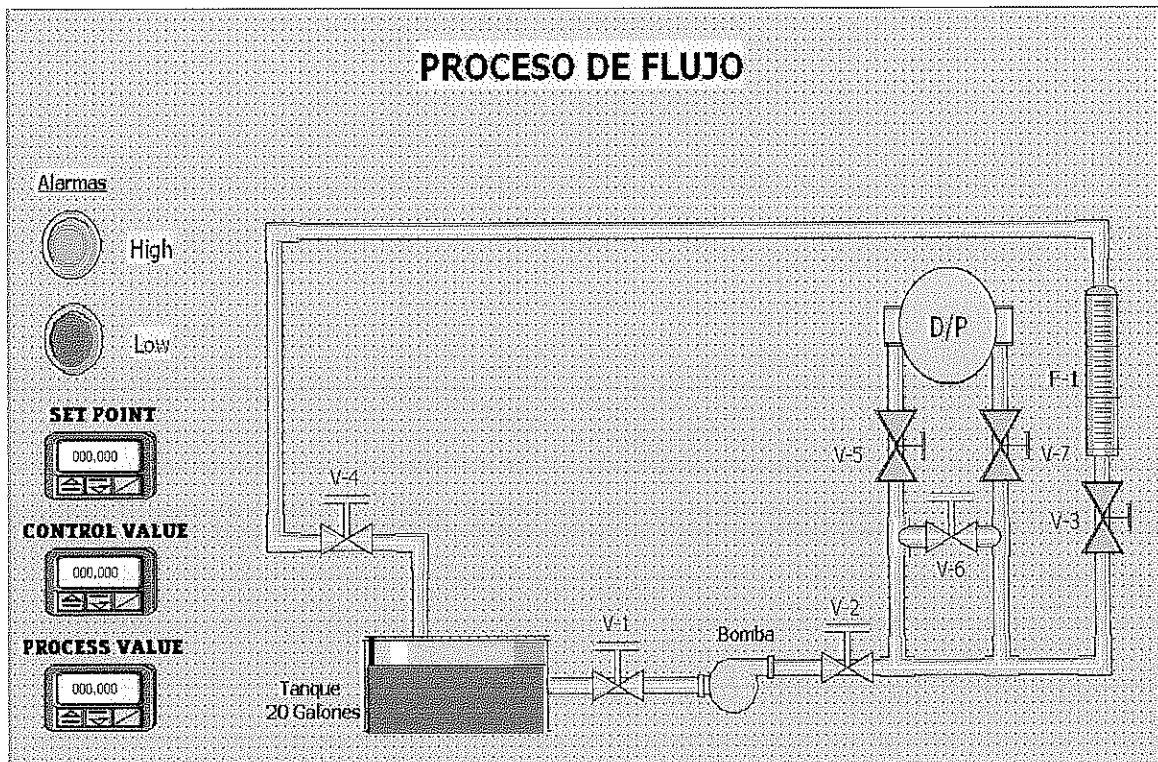 PROCESO DE FLUJO
Alarmas
High
Low
SET POINT
000,000
CONTROL VALUE
000,000
PROCESS VALUE
000,000
V-4
D/P
F-1
V-5
V-7
V-3
V-6
V-2
V-1
Bomba
Tanque
20 Galones